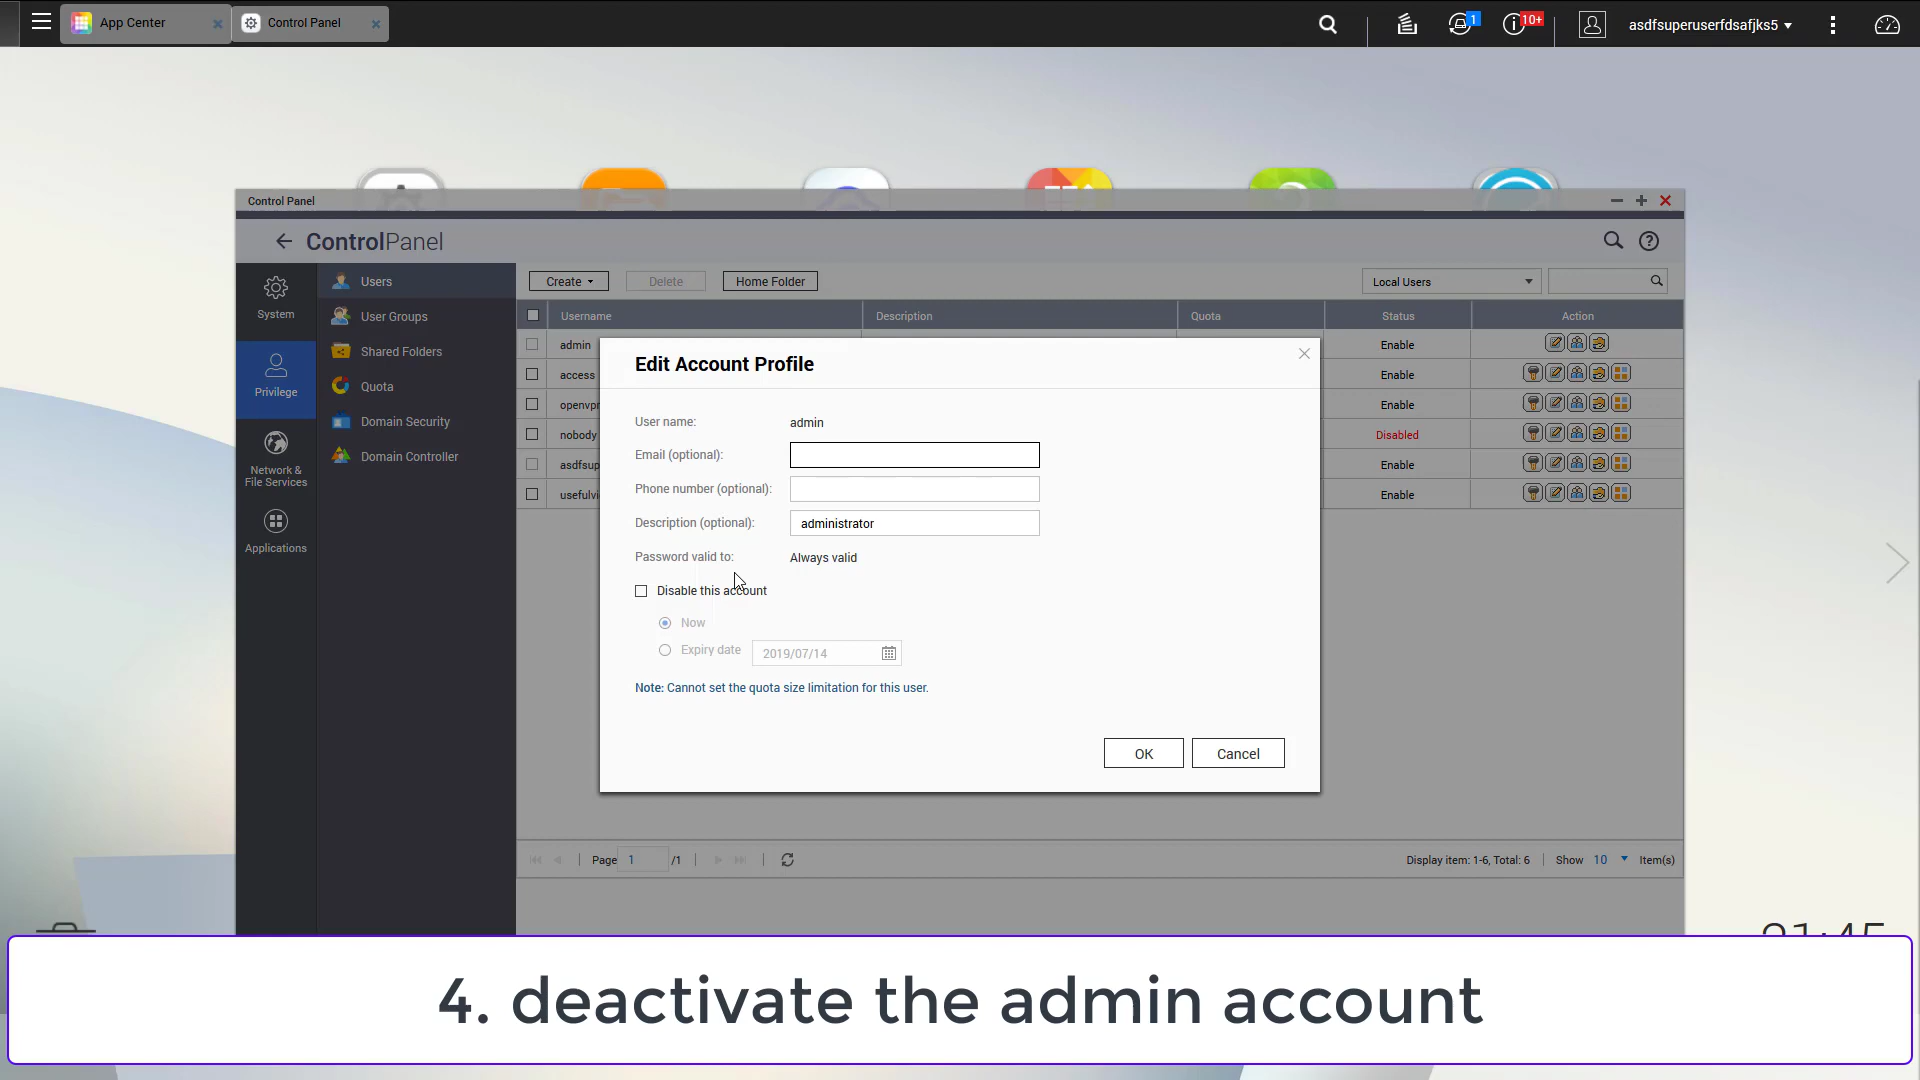 App Center
Control Panel
1
10+
asdfsuperuserfdsafjks5
Control Panel
ControlPanel
System
Privilege
Network &
File Services
Applications
Users
User Groups
Shared Folders
Quota
Domain Security
Domain Controller
Create
Delete
Home Folder
Local Users
Username
Description
Quota
Status
Action
admin
Enable
access
Enable
openvpn
Enable
nobody
Disabled
asdfsup
Enable
usefulvi
Enable
Edit Account Profile
User name:
admin
Email (optional):
Phone number (optional):
Description (optional):
administrator
Password valid to:
Always valid
Disable this account
Now
Expiry date
2019/07/14
Note: Cannot set the quota size limitation for this user.
OK
Cancel
Page
1
/1
Display item: 1-6, Total: 6
Show
10
Item(s)
4. deactivate the admin account